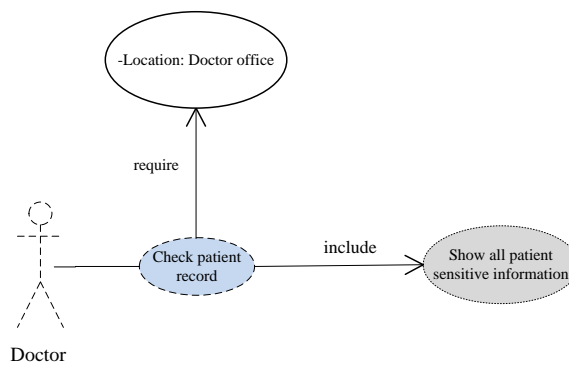 -Location: Doctor office
require
Check patient
record
include
Show all patient
sensitive information
Doctor